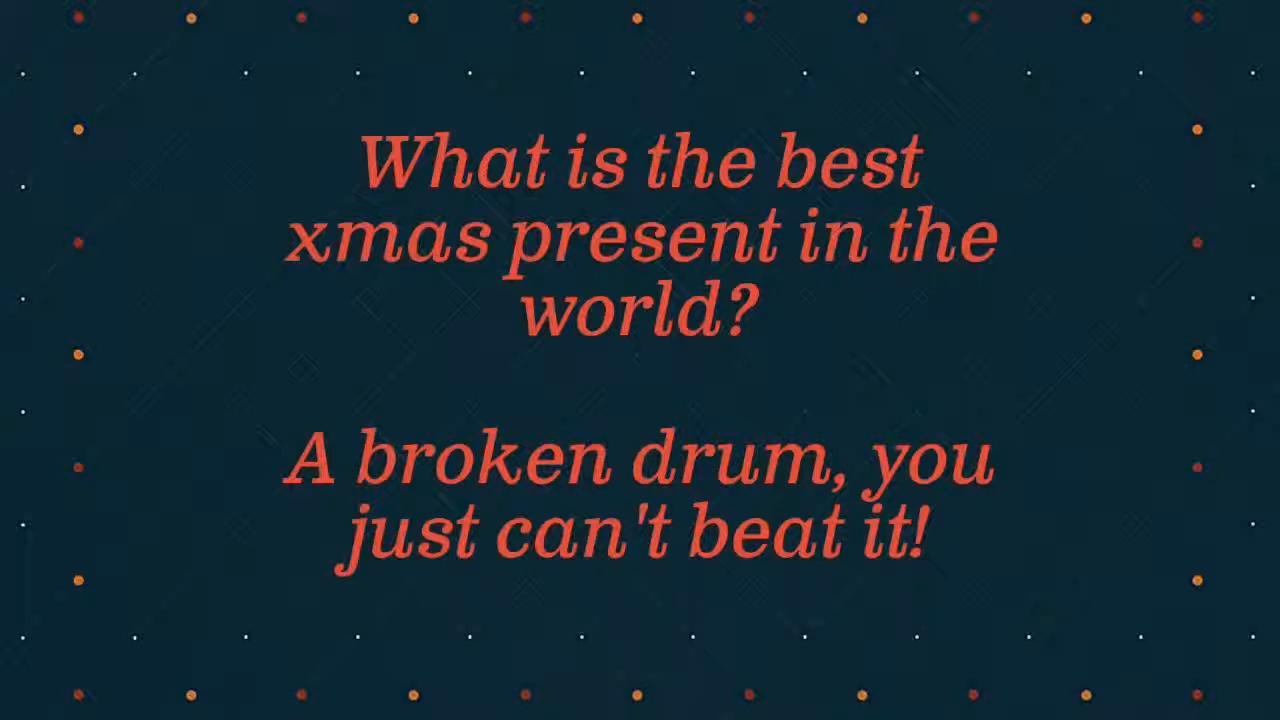 What is the best
xmas present in the
world?
A broken drum, you
just can't beat it!